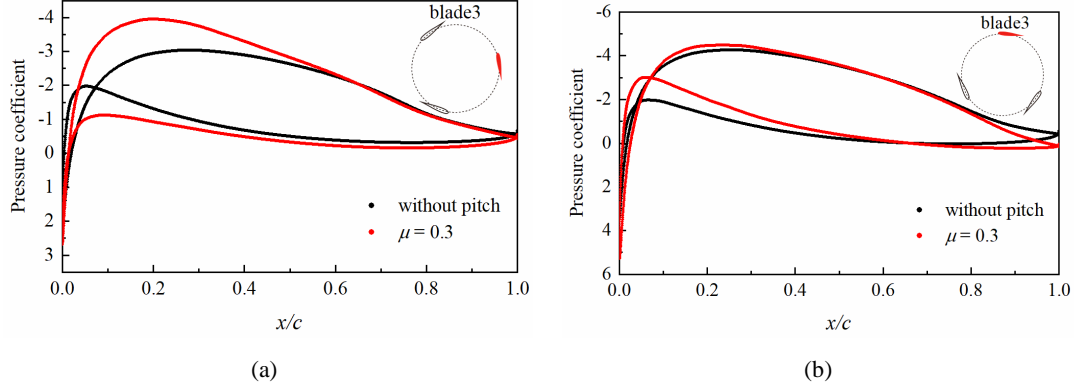 blade3
-4
-3
-2
-1
0
1
2
3
Pressure coefficient
without pitch
μ = 0.3
0.0 0.2 0.4 0.6 0.8 1.0
x/c
(a)
blade3
-6
-4
-2
0
2
4
6
Pressure coefficient
without pitch
μ = 0.3
0.0 0.2 0.4 0.6 0.8 1.0
x/c
(b)